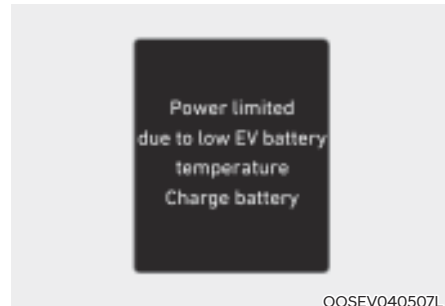 Power limited
due to low EV battery
temperature
Charge battery
OOSEV040507L